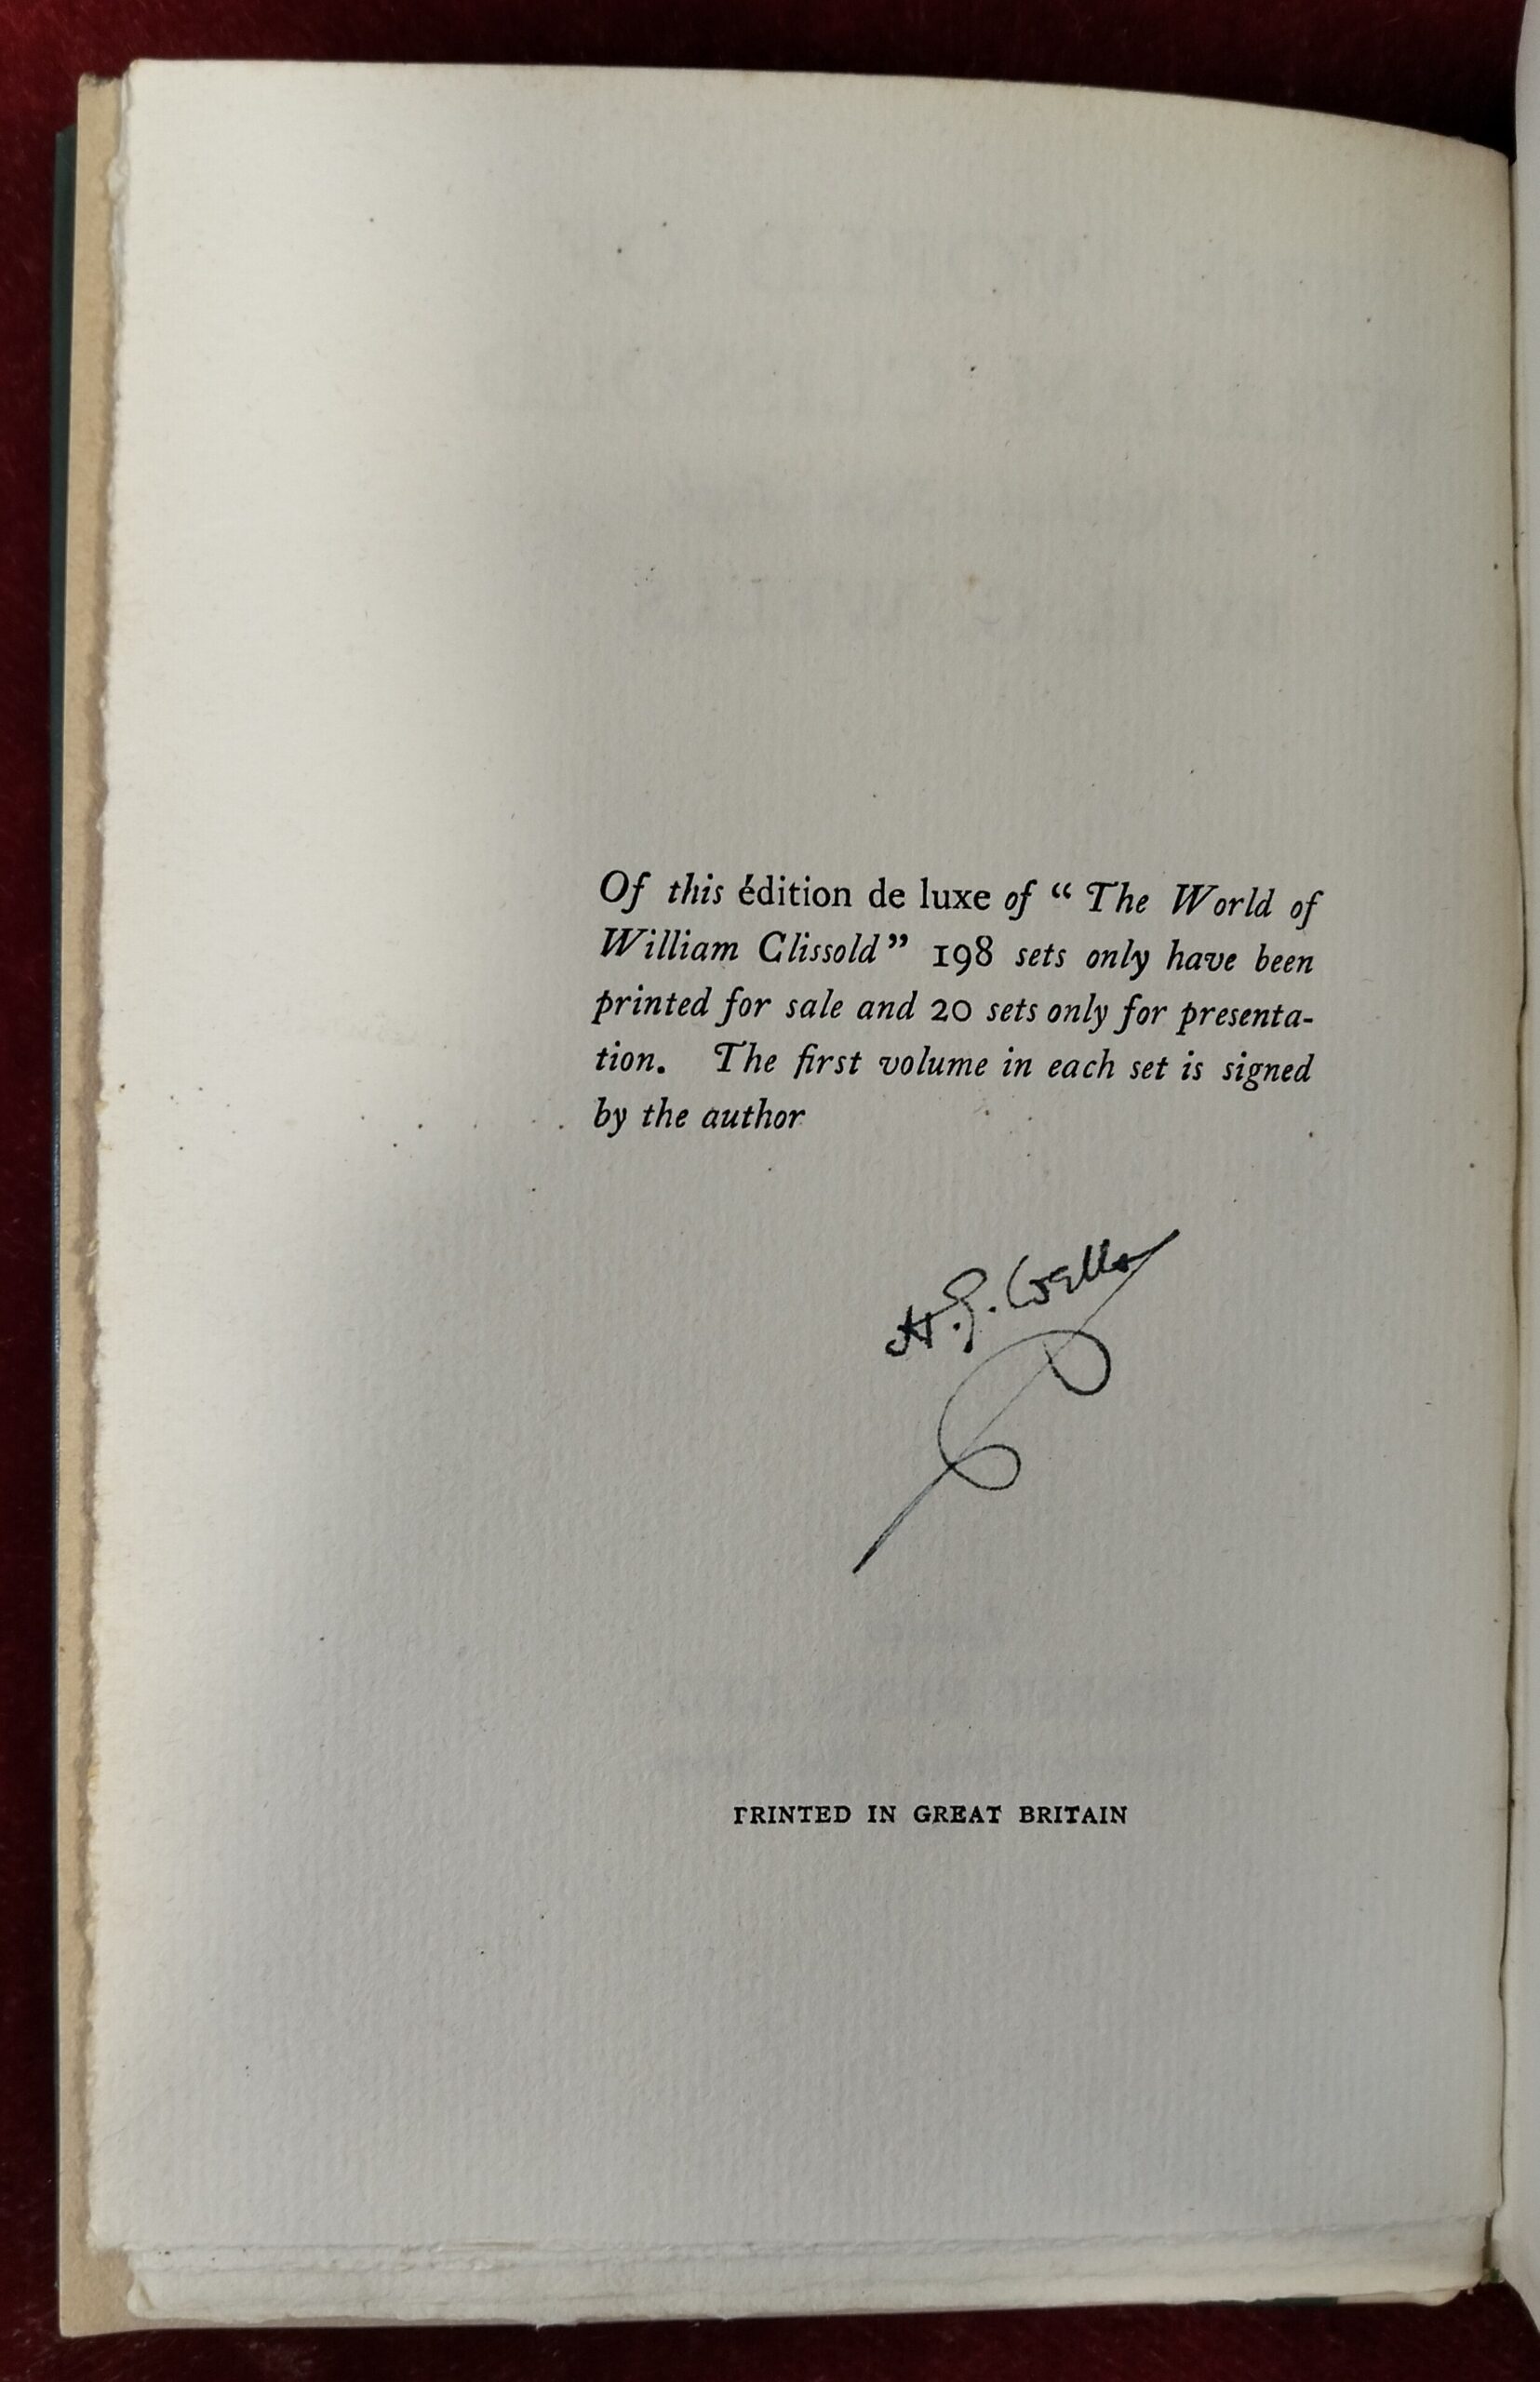 Of this édition de luxe of “ The World of
William Clissold” 198 sets only have been
printed for sale and 20 sets only for presenta-
tion. The first volume in each set is signed
by the author
H.G. Wells
PRINTED IN GREAT BRITAIN